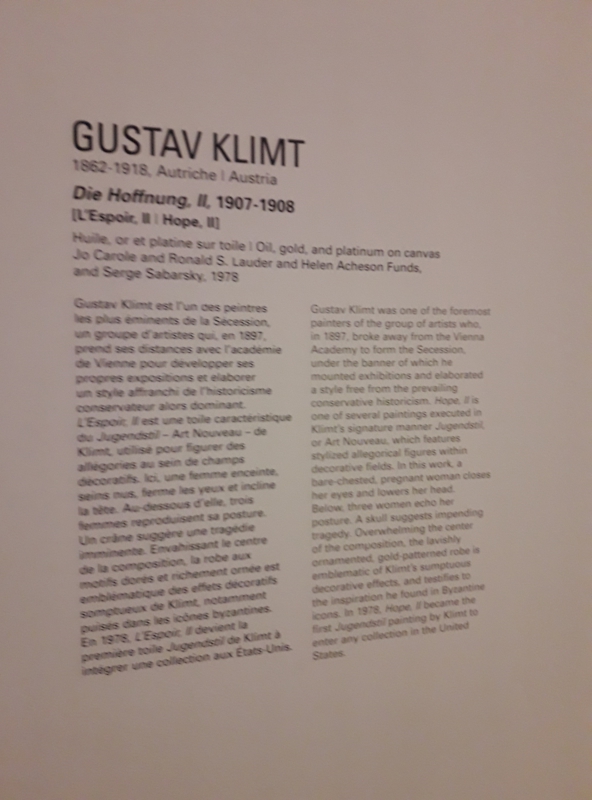 GUSTAV KLIMT
1862-1918, Autriche | Austria
Die Hoffnung, II, 1907-1908
[L'Espoir, II | Hope, II]
Huile, or et platine sur toile | Oil, gold, and platinum on canvas
Jo Carole and Ronald S. Lauder and Helen Acheson Funds,
and Serge Sabarsky, 1978
Gustav Klimt est l'un des peintres
les plus éminents de la Sécession,
un groupe d'artistes qui, en 1897,
prend ses distances avec l'académie
de Vienne pour développer ses
propres expositions et élaborer
un style affranchi de l'historicisme
conservateur alors dominant.
L'Espoir, II est une toile caractéristique
du Jugendstil – Art Nouveau – de
Klimt, utilisé pour figurer des
allégories au sein de champs
décoratifs. Ici, une femme enceinte,
seins nus, ferme les yeux et incline
la tête. Au-dessous d'elle, trois
femmes reproduisent sa posture.
Un crâne suggère une tragédie
imminente. Envahissant le centre
de la composition, la robe aux
motifs dorés et richement ornée est
emblématique des effets décoratifs
somptueux de Klimt, notamment
puisés dans les icônes byzantines.
En 1978, L'Espoir, II devient la
première toile Jugendstil de Klimt à
intégrer une collection aux États-Unis.
Gustav Klimt was one of the foremost
painters of the group of artists who,
in 1897, broke away from the Vienna
Academy to form the Secession,
under the banner of which he
mounted exhibitions and elaborated
a style free from the prevailing
conservative historicism. Hope, II is
one of several paintings executed in
Klimt's signature manner Jugendstil,
or Art Nouveau, which features
stylized allegorical figures within
decorative fields. In this work, a
bare-chested, pregnant woman closes
her eyes and lowers her head.
Below, three women echo her
posture. A skull suggests impending
tragedy. Overwhelming the center
of the composition, the lavishly
ornamented, gold-patterned robe is
emblematic of Klimt's sumptuous
decorative effects, and testifies to
the inspiration he found in Byzantine
icons. In 1978, Hope, II became the
first Jugendstil painting by Klimt to
enter any collection in the United
States.